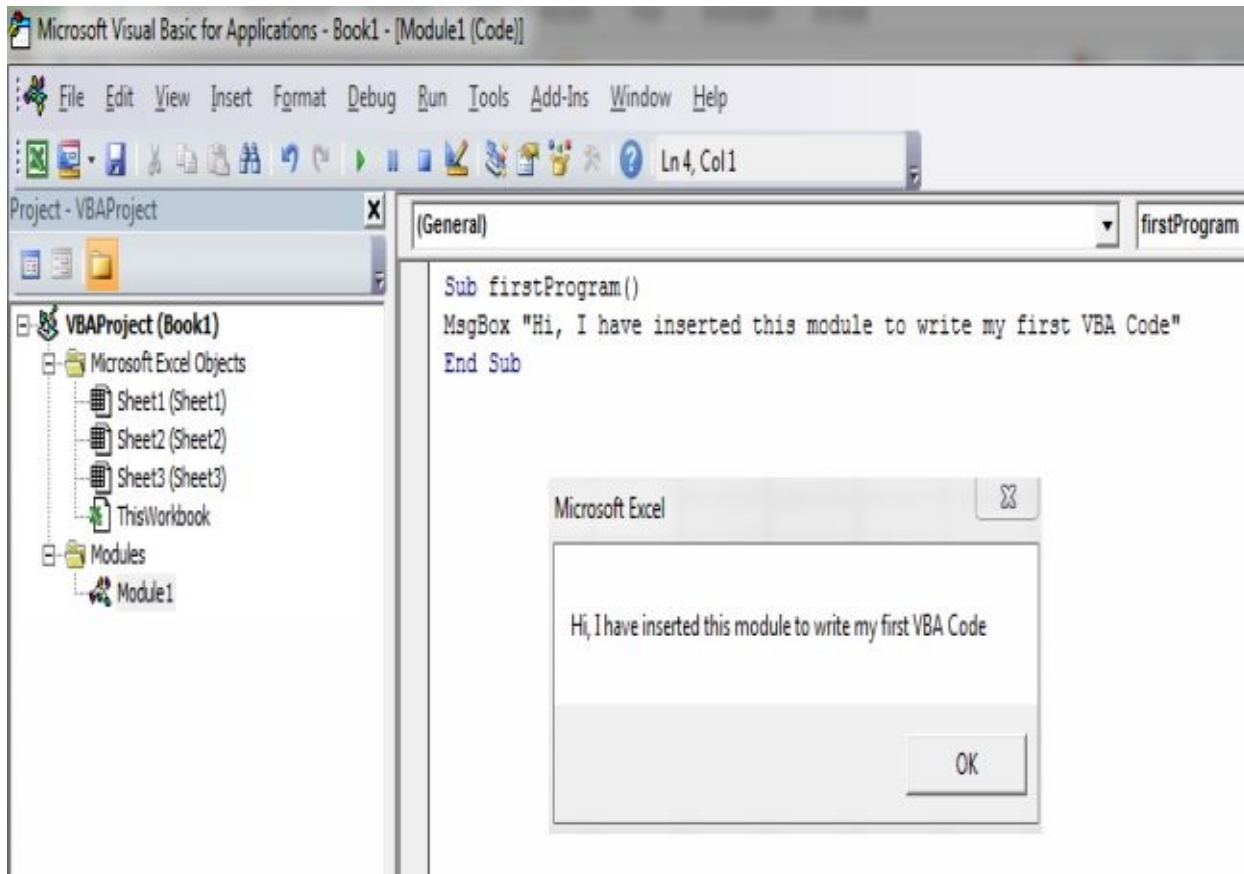 Microsoft Visual Basic for Applications - Book1 - [Module1 (Code)]
File Edit View Insert Format Debug Run Tools Add-Ins Window Help
Ln 4, Col 1
Project - VBAProject
(General)
firstProgram
VBAProject (Book1)
Microsoft Excel Objects
Sheet1 (Sheet1)
Sheet2 (Sheet2)
Sheet3 (Sheet3)
ThisWorkbook
Modules
Module1
Sub firstProgram()
MsgBox "Hi, I have inserted this module to write my first VBA Code"
End Sub
Microsoft Excel
Hi, I have inserted this module to write my first VBA Code
OK